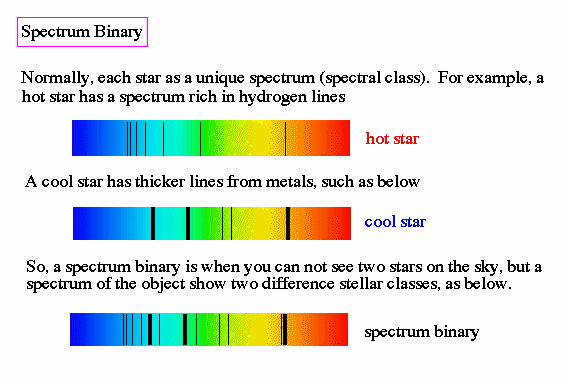 Spectrum Binary
Normally, each star as a unique spectrum (spectral class).  For example, a
hot star has a spectrum rich in hydrogen lines
hot star
A cool star has thicker lines from metals, such as below
cool star
So, a spectrum binary is when you can not see two stars on the sky, but a
spectrum of the object show two difference stellar classes, as below.
spectrum binary